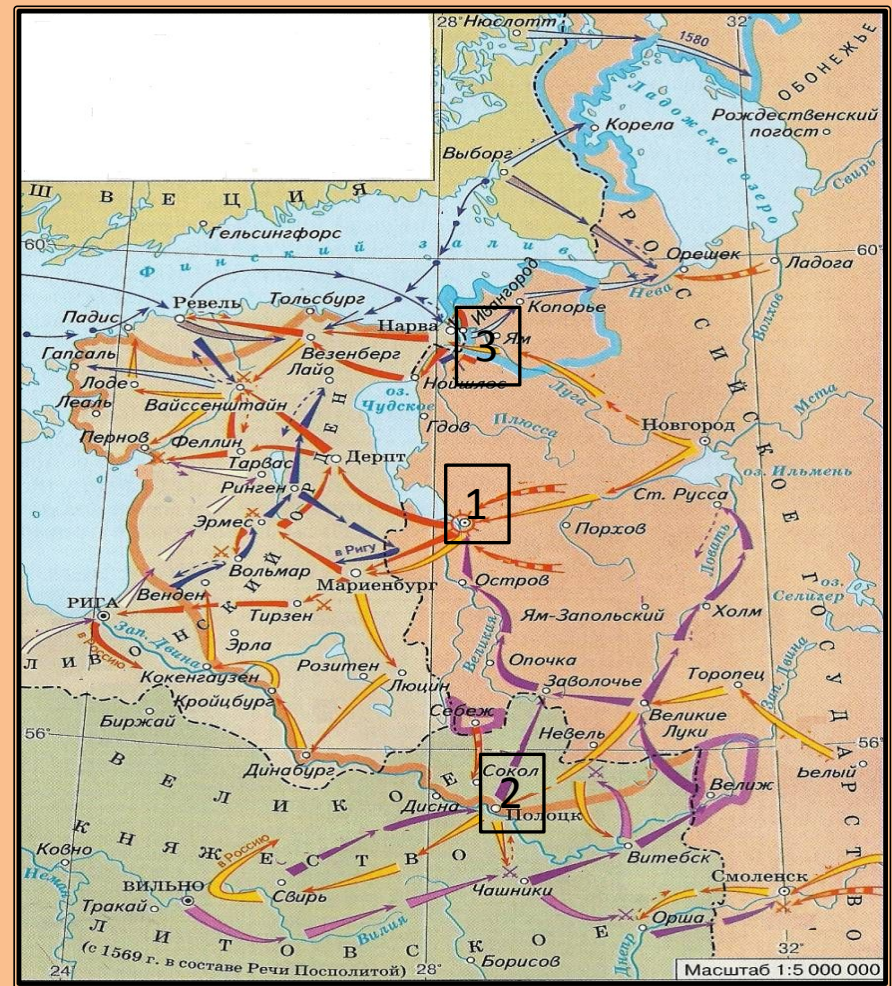 28°
32°
Нюслотт
1580
ОБОНЕЖЬЕ
Ладожское озеро
Корела
Рождественский
погост
Выборг
Свирь
ШВЕЦИЯ
Гельсингфорс
60
60°
Финский залив
РОССИЙСКОЕ ГОСУДАРСТВО
Орешек
Ладога
Нева
Волхов
Ревель
Тольсбург
Ивангород
Копорье
Падис
Нарва
3
Ям
Гапсаль
Везенберг
Лайо
Нойшлос
Лоде
оз.
Чудское
Луга
Леаль
Вайссенштайн
Гдов
Плюсса
Мста
Новгород
Пернов
Феллин
Дерпт
оз. Ильмень
Тарвас
1
Ст. Русса
Ринген
Порхов
Эрмес
в Ригу
Ловать
Вольмар
Мариенбург
Остров
оз.
Селигер
Венден
РИГА
Тирзен
Ям-Запольский
Холм
Зап. Двина
Эрла
Великая
в Россию
ЛИВОНСКИЙ ОРДЕН
Розитен
Опочка
Торопец
Зап. Двина
Кокенгаузен
Люцин
Заволочье
Кройцбург
Себеж
Великие
Луки
Биржай
Невель
56°
56°
Белый
Динабург
Сокол
Велиж
Дисна
2
Полоцк
ВЕЛИКОЕ
КНЯЖЕСТВО
в Россию
Витебск
Ковно
Неман
ВИЛЬНО
Свирь
Чашники
Смоленск
Тракай
Вилия
Орша
ЛИТОВСКОЕ
Днепр
32°
(с 1569 г. в составе Речи Посполитой)
Борисов
24°
28°
Масштаб 1:5 000 000